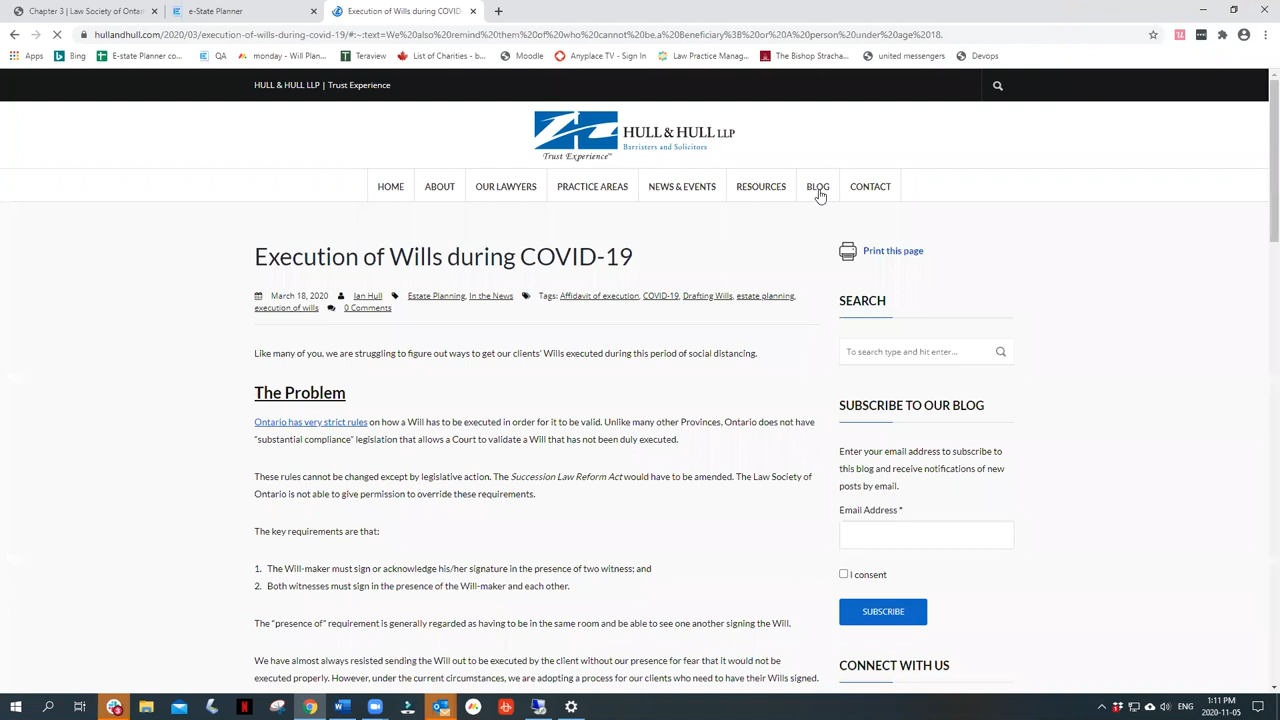 Chapter 3 | Law Society of Ontar
e-State Planner
Execution of Wills during COVID-
hullandhull.com/2020/03/execution-of-wills-during-covid-19/#:~:text=We%20also%20remind%20them%20of%20who%20cannot%20be,a%20Beneficiary%3B%20or%20A%20person%20under%20age%2018.
Apps Bing E-estate Planner co... QA monday - Will Plan... Teraview List of Charities - b... Moodle Anyplace TV - Sign In Law Practice Manag... The Bishop Stracha... united messengers Devops
HULL & HULL LLP | Trust Experience
HULL & HULL LLP
Barristers and Solicitors
Trust Experience™
HOME ABOUT OUR LAWYERS PRACTICE AREAS NEWS & EVENTS RESOURCES BLOG CONTACT
Execution of Wills during COVID-19
March 18, 2020 Ian Hull Estate Planning, In the News Tags: Affidavit of execution, COVID-19, Drafting Wills, estate planning,
execution of wills 0 Comments
Like many of you, we are struggling to figure out ways to get our clients' Wills executed during this period of social distancing.
The Problem
Ontario has very strict rules on how a Will has to be executed in order for it to be valid. Unlike many other Provinces, Ontario does not have
"substantial compliance" legislation that allows a Court to validate a Will that has not been duly executed.
These rules cannot be changed except by legislative action. The Succession Law Reform Act would have to be amended. The Law Society of
Ontario is not able to give permission to override these requirements.
The key requirements are that:
1. The Will-maker must sign or acknowledge his/her signature in the presence of two witness; and
2. Both witnesses must sign in the presence of the Will-maker and each other.
The "presence of" requirement is generally regarded as having to be in the same room and be able to see one another signing the Will.
We have almost always resisted sending the Will out to be executed by the client without our presence for fear that it would not be
executed properly. However, under the current circumstances, we are adopting a process for our clients who need to have their Wills signed.
Print this page
SEARCH
To search type and hit enter...
SUBSCRIBE TO OUR BLOG
Enter your email address to subscribe to
this blog and receive notifications of new
posts by email.
Email Address *
I consent
SUBSCRIBE
CONNECT WITH US
1:11 PM
2020-11-05